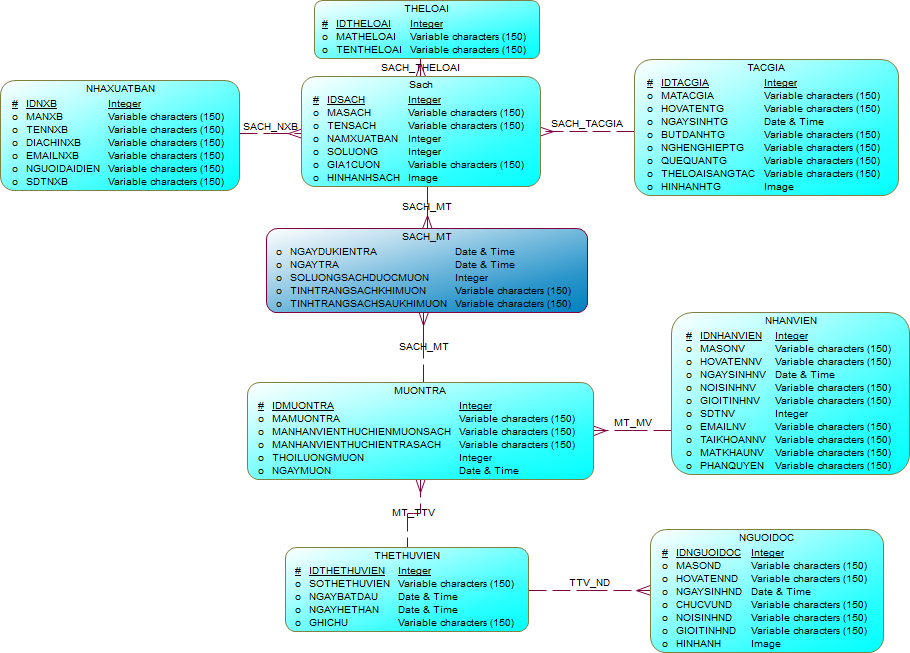 THELOAI
# IDTHELOAI Integer
o MATHELOAI Variable characters (150)
o TENTHELOAI Variable characters (150)
SACH_THELOAI
NHAXUATBAN
# IDNXB Integer
o MANXB Variable characters (150)
o TENNXB Variable characters (150)
o DIACHINXB Variable characters (150)
o EMAILNXB Variable characters (150)
o NGUOIDAIDIEN Variable characters (150)
o SDTNXB Variable characters (150)
SACH_NXB
Sach
# IDSACH Integer
o MASACH Variable characters (150)
o TENSACH Variable characters (150)
o NAMXUATBAN Integer
o SOLUONG Integer
o GIA1CUON Variable characters (150)
o HINHANHSACH Image
SACH_TACGIA
TACGIA
# IDTACGIA Integer
o MATACGIA Variable characters (150)
o HOVATENTG Variable characters (150)
o NGAYSINHTG Date & Time
o BUTDANHTG Variable characters (150)
o NGHENGHIEPTG Variable characters (150)
o QUEQUANTG Variable characters (150)
o THELOAISANGTAC Variable characters (150)
o HINHANHTG Image
SACH_MT
SACH_MT
o NGAYDUKIENTRA Date & Time
o NGAYTRA Date & Time
o SOLUONGSACHDUOCMUON Integer
o TINHTRANGSACHKHIMUON Variable characters (150)
o TINHTRANGSACHSAUKHIMUON Variable characters (150)
SACH_MT
MUONTRA
# IDMUONTRA Integer
o MAMUONTRA Variable characters (150)
o MANHANVIENTHUCHIENMUONSACH Variable characters (150)
o MANHANVIENTHUCHIENTRASACH Variable characters (150)
o THOILUONGMUON Integer
o NGAYMUON Date & Time
MT_MV
NHANVIEN
# IDNHANVIEN Integer
o MASONV Variable characters (150)
o HOVATENNV Variable characters (150)
o NGAYSINHNV Date & Time
o NOISINHNV Variable characters (150)
o GIOITINHNV Variable characters (150)
o SDTNV Integer
o EMAILNV Variable characters (150)
o TAIKHOANNV Variable characters (150)
o MATKHAUNV Variable characters (150)
o PHANQUYEN Variable characters (150)
MT_TTV
THETHUVIEN
# IDTHETHUVIEN Integer
o SOTHETHUVIEN Variable characters (150)
o NGAYBATDAU Date & Time
o NGAYHETHAN Date & Time
o GHICHU Variable characters (150)
TTV_ND
NGUOIDOC
# IDNGUOIDOC Integer
o MASOND Variable characters (150)
o HOVATENND Variable characters (150)
o NGAYSINHND Date & Time
o CHUCVUND Variable characters (150)
o NOISINHND Variable characters (150)
o GIOITINHND Variable characters (150)
o HINHANH Image